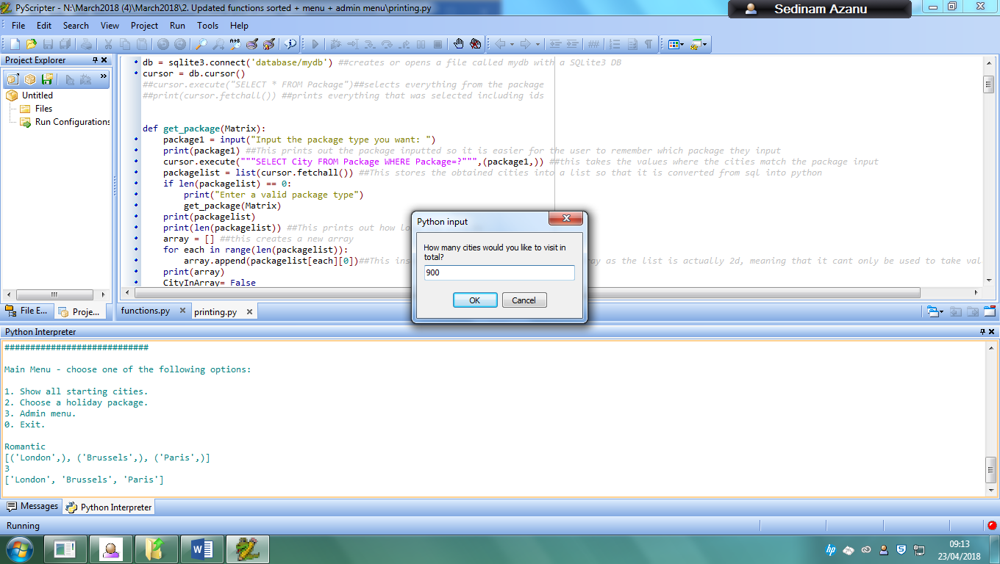 PyScripter - N:\March2018 (4)\March2018\2. Updated functions sorted + menu + admin menu\printing.py
Sedinam Azanu
File Edit Search View Project Run Tools Help
Project Explorer
Untitled
Files
Run Configurations
File E... Proje...
db = sqlite3.connect('database/mydb') ##creates or opens a file called mydb with a SQLite3 DB
cursor = db.cursor()
##cursor.execute("SELECT * FROM Package")##selects everything from the package
##print(cursor.fetchall()) ##prints everything that was selected including ids
def get_package(Matrix):
package1 = input("Input the package type you want: ")
print(package1) ##This prints out the package inputted so it is easier for the user to remember which package they input
cursor.execute("""SELECT City FROM Package WHERE Package=?""",(package1,)) ##this takes the values where the cities match the package input
packagelist = list(cursor.fetchall()) ##This stores the obtained cities into a list so that it is converted from sql into python
if len(packagelist) == 0:
print("Enter a valid package type")
get_package(Matrix)
print(packagelist)
print(len(packagelist)) ##This prints out how lo
array = [] ##this creates a new array
for each in range(len(packagelist)):
array.append(packagelist[each][0])##This ins ray as the list is actually 2d, meaning that it cant only be used to take val
print(array)
CityInArray= False
functions.py printing.py
Python input
How many cities would you like to visit in
total?
900
OK Cancel
Python Interpreter
############################
Main Menu - choose one of the following options:
1. Show all starting cities.
2. Choose a holiday package.
3. Admin menu.
0. Exit.
Romantic
[('London',), ('Brussels',), ('Paris',)]
3
['London', 'Brussels', 'Paris']
Messages Python Interpreter
Running
09:13
23/04/2018